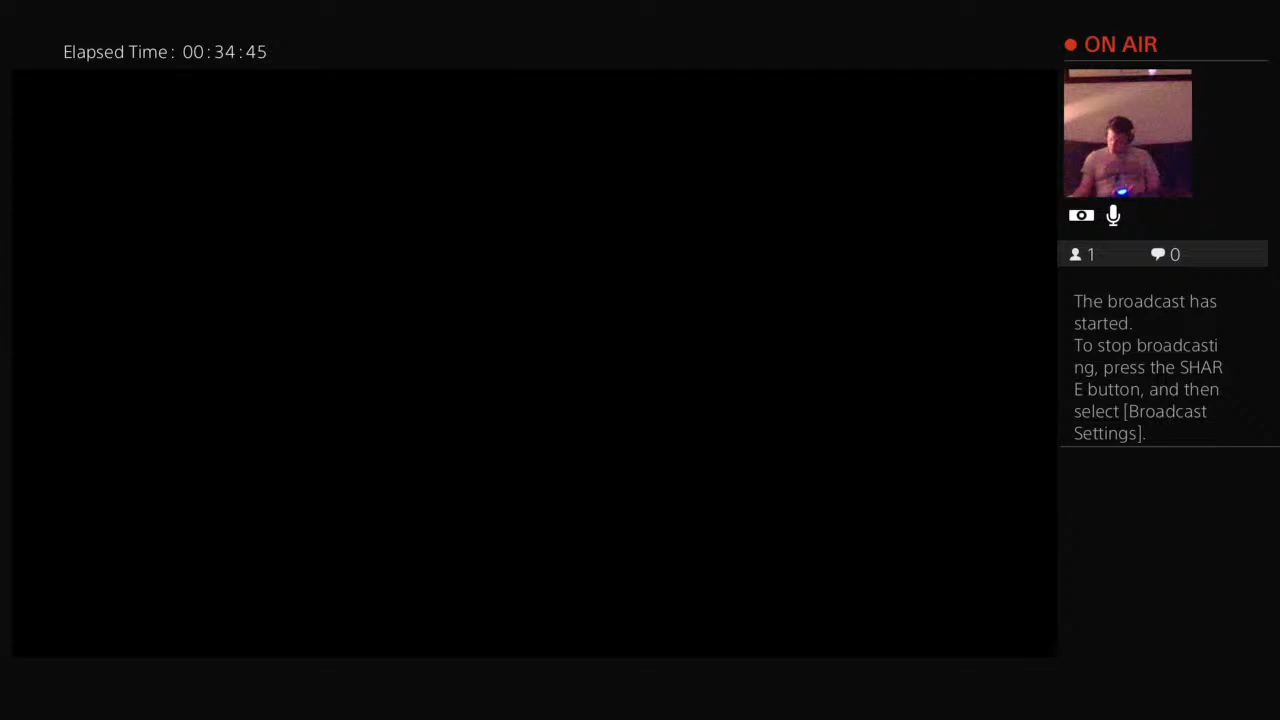 Elapsed Time: 00:34:45
ON AIR
1 0
The broadcast has
started.
To stop broadcasti
ng, press the SHAR
E button, and then
select [Broadcast
Settings].